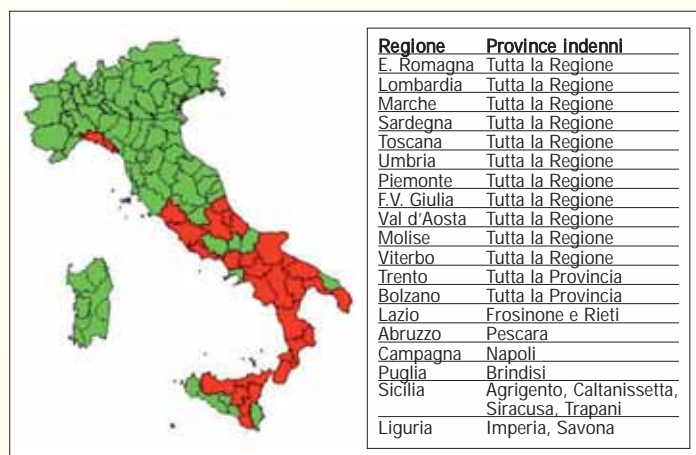 Regione Province indenni
E. Romagna Tutta la Regione
Lombardia Tutta la Regione
Marche Tutta la Regione
Sardegna Tutta la Regione
Toscana Tutta la Regione
Umbria Tutta la Regione
Piemonte Tutta la Regione
F.V. Giulia Tutta la Regione
Val d'Aosta Tutta la Regione
Molise Tutta la Regione
Viterbo Tutta la Regione
Trento Tutta la Provincia
Bolzano Tutta la Provincia
Lazio Frosinone e Rieti
Abruzzo Pescara
Campagna Napoli
Puglia Brindisi
Sicilia Agrigento, Caltanissetta,
Siracusa, Trapani
Liguria Imperia, Savona